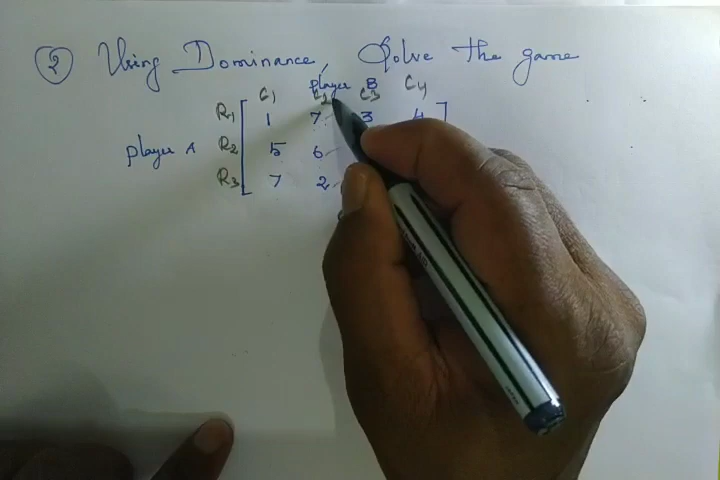 ② Using Dominance, Solve the game
player B
C1 C2 C3 C4
R1 1 7 3 4
player A R2 5 6
R3 7 2